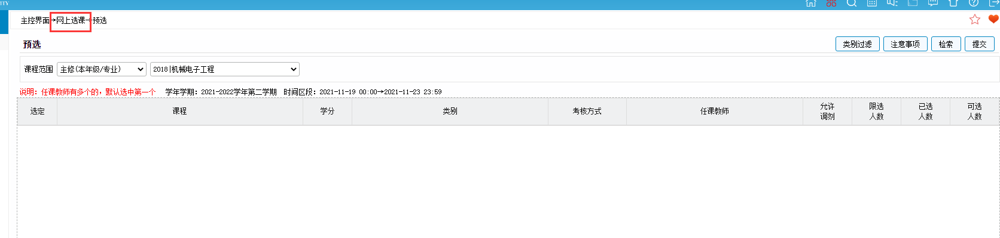 ITY
主控界面→网上选课→预选
预选
类别过滤 注意事项 检索 提交
课程范围 主修(本年级/专业) 2018|机械电子工程
说明：任课教师有多个的，默认选中第一个 学年学期：2021-2022学年第二学期 时间区段：2021-11-19 00:00→2021-11-23 23:59
选定 课程 学分 类别 考核方式 任课教师 允许调剂 限选人数 已选人数 可选人数